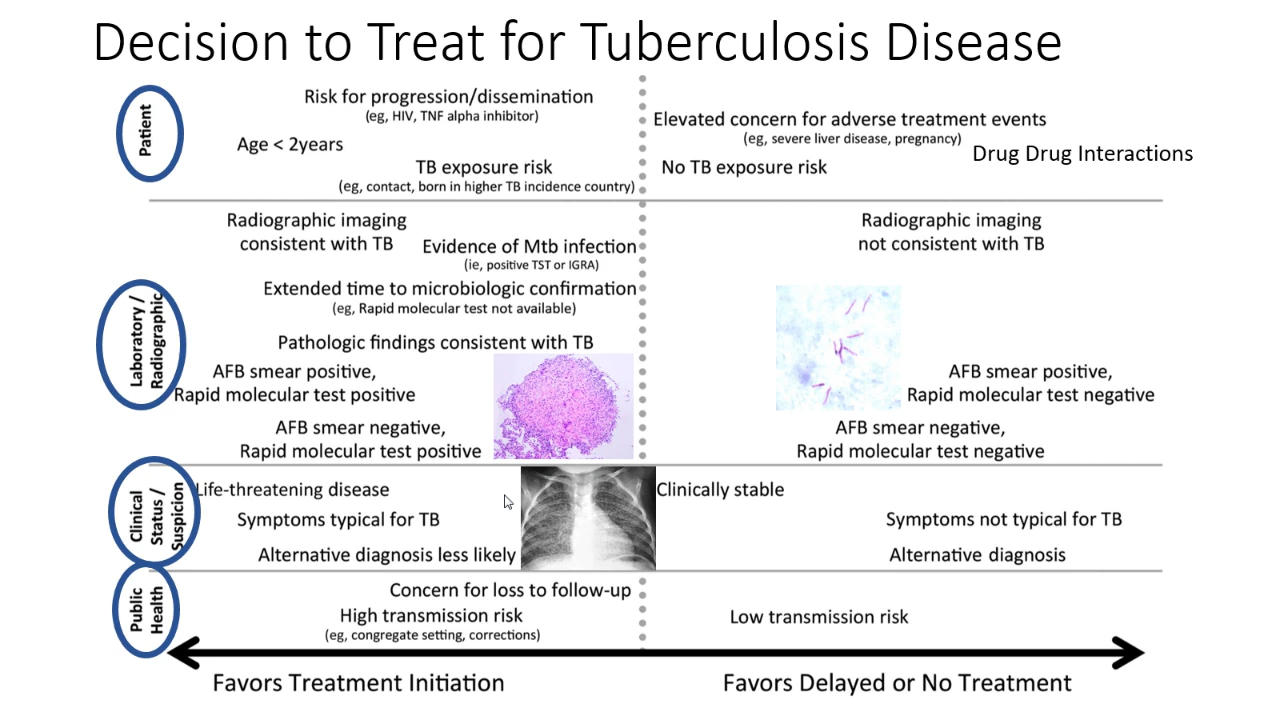 Decision to Treat for Tuberculosis Disease
Patient
Risk for progression/dissemination
(eg, HIV, TNF alpha inhibitor)
Age < 2years
TB exposure risk
(eg, contact, born in higher TB incidence country)
Elevated concern for adverse treatment events
(eg, severe liver disease, pregnancy)
Drug Drug Interactions
No TB exposure risk
Laboratory /
Radiographic
Radiographic imaging
consistent with TB
Evidence of Mtb infection
(ie, positive TST or IGRA)
Extended time to microbiologic confirmation
(eg, Rapid molecular test not available)
Pathologic findings consistent with TB
AFB smear positive,
Rapid molecular test positive
AFB smear negative,
Rapid molecular test positive
Radiographic imaging
not consistent with TB
AFB smear positive,
Rapid molecular test negative
AFB smear negative,
Rapid molecular test negative
Clinical
Status /
Suspicion
Life-threatening disease
Symptoms typical for TB
Alternative diagnosis less likely
Clinically stable
Symptoms not typical for TB
Alternative diagnosis
Public
Health
Concern for loss to follow-up
High transmission risk
(eg, congregate setting, corrections)
Low transmission risk
Favors Treatment Initiation
Favors Delayed or No Treatment